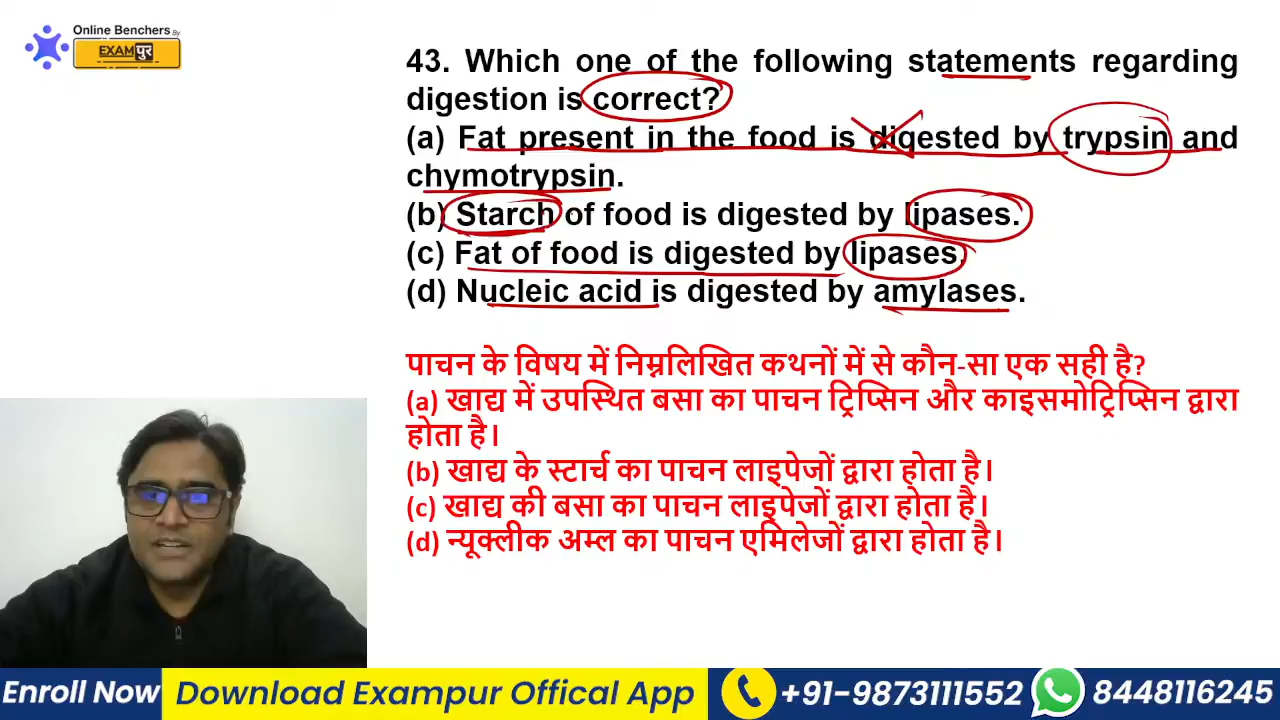 Online Benchers By
EXAMपुर
43. Which one of the following statements regarding
digestion is correct?
(a) Fat present in the food is digested by trypsin and
chymotrypsin.
(b) Starch of food is digested by lipases.
(c) Fat of food is digested by lipases.
(d) Nucleic acid is digested by amylases.
पाचन के विषय में निम्नलिखित कथनों में से कौन-सा एक सही है?
(a) खाद्य में उपस्थित बसा का पाचन ट्रिप्सिन और काइसमोट्रिप्सिन द्वारा
होता है।
(b) खाद्य के स्टार्च का पाचन लाइपेजों द्वारा होता है।
(c) खाद्य की बसा का पाचन लाइपेजों द्वारा होता है।
(d) न्यूक्लीक अम्ल का पाचन एमिलेजों द्वारा होता है।
Enroll Now Download Exampur Offical App +91-9873111552 8448116245